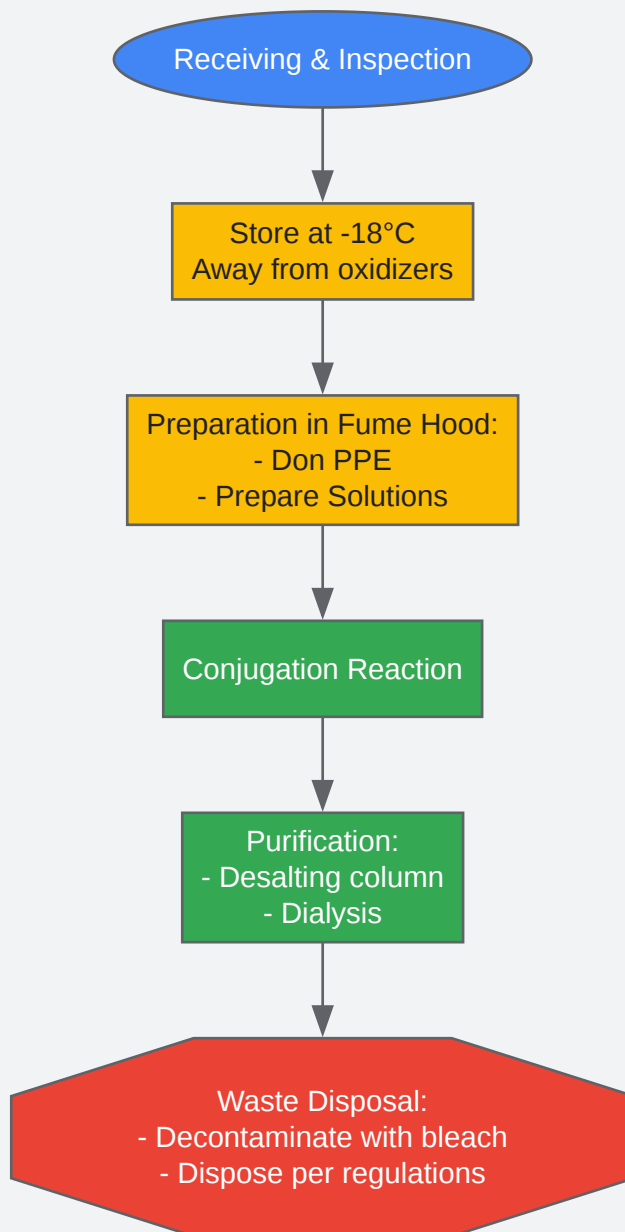 Receiving & Inspection
Store at -18°C
Away from oxidizers
Preparation in Fume Hood:
- Don PPE
- Prepare Solutions
Conjugation Reaction
Purification:
- Desalting column
- Dialysis
Waste Disposal:
- Decontaminate with bleach
- Dispose per regulations